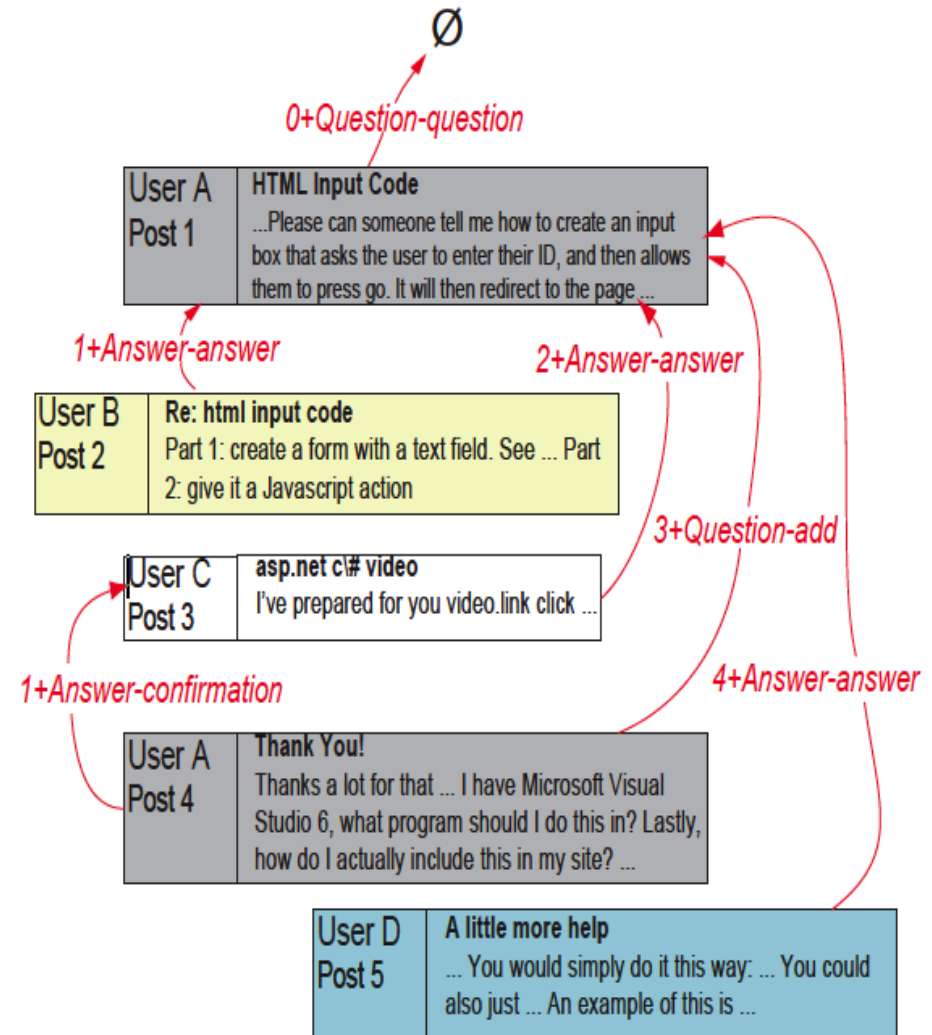 Ø
0+Question-question
User A
Post 1
HTML Input Code
...Please can someone tell me how to create an input
box that asks the user to enter their ID, and then allows
them to press go. It will then redirect to the page ...
1+Answer-answer
2+Answer-answer
User B
Post 2
Re: html input code
Part 1: create a form with a text field. See ... Part
2: give it a Javascript action
3+Question-add
User C
Post 3
asp.net c\# video
I've prepared for you video.link click ...
1+Answer-confirmation
4+Answer-answer
User A
Post 4
Thank You!
Thanks a lot for that ... I have Microsoft Visual
Studio 6, what program should I do this in? Lastly,
how do I actually include this in my site? ...
User D
Post 5
A little more help
... You would simply do it this way: ... You could
also just ... An example of this is ...